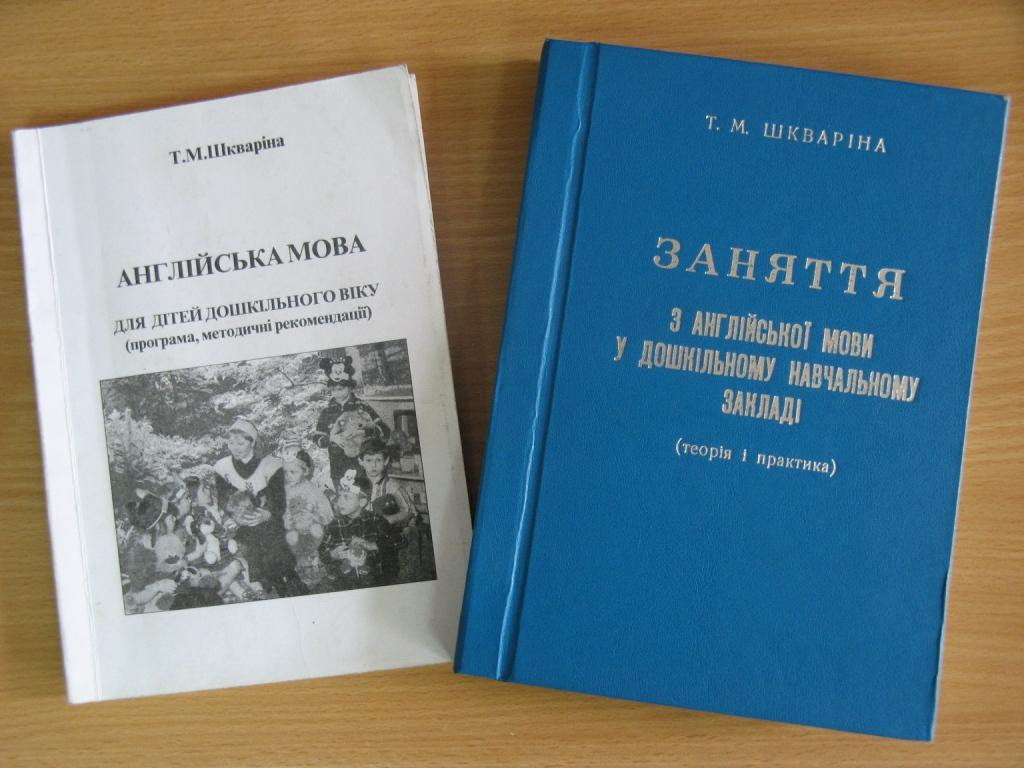 Т.М.Шкваріна
АНГЛІЙСЬКА МОВА
ДЛЯ ДІТЕЙ ДОШКІЛЬНОГО ВІКУ
(програма, методичні рекомендації)
Т. М. ШКВАРІНА
ЗАНЯТТЯ
З АНГЛІЙСЬКОЇ МОВИ
У ДОШКІЛЬНОМУ НАВЧАЛЬНОМУ
ЗАКЛАДІ
(теорія і практика)